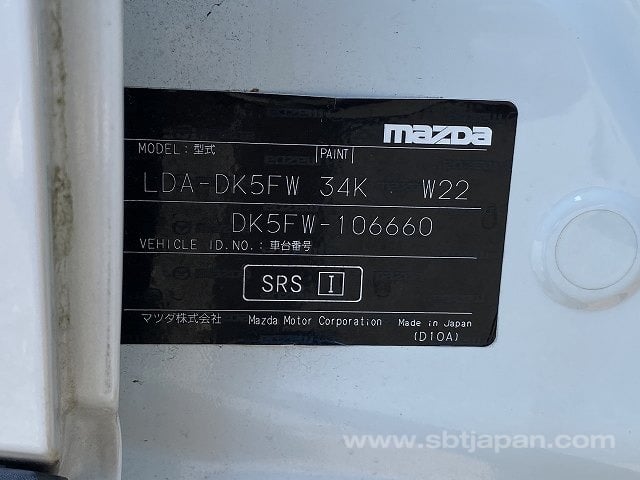 mazda
MODEL: 型式 PAINT
LDA-DK5FW 34K W22
DK5FW-106660
VEHICLE ID.NO.: 車台番号
SRS I
マツダ株式会社 Mazda Motor Corporation Made in Japan
(D10A)
www.sbtjapan.com